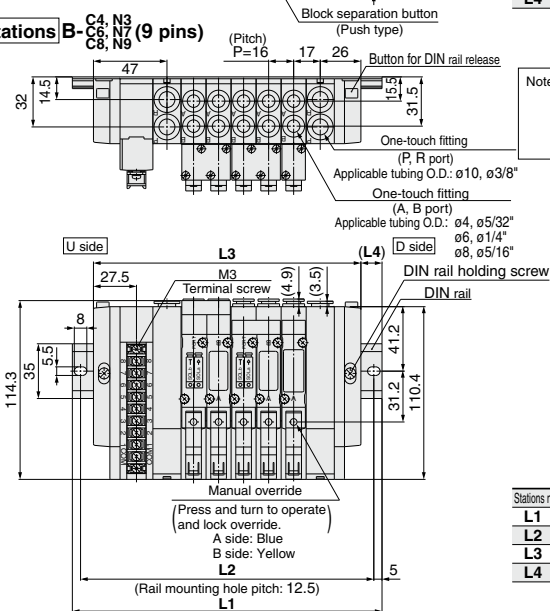 Block separation button
(Push type)
L4
tations B-C4, N3
C6, N7
C8, N9
(9 pins)
(Pitch)
P=16
17
26
47
Button for DIN rail release
14.5
32
15.5
31.5
Note
One-touch fitting
(P, R port)
Applicable tubing O.D.: ø10, ø3/8"
One-touch fitting
(A, B port)
Applicable tubing O.D.: ø4, ø5/32"
ø6, ø1/4"
ø8, ø5/16"
U side
L3
(L4)
D side
27.5
M3
Terminal screw
(4.9)
(3.5)
DIN rail holding screw
DIN rail
8
5.5
35
114.3
41.2
31.2
110.4
Manual override
(Press and turn to operate
and lock override.)
A side: Blue
B side: Yellow
L2
5
(Rail mounting hole pitch: 12.5)
L1
Stations
L1
L2
L3
L4